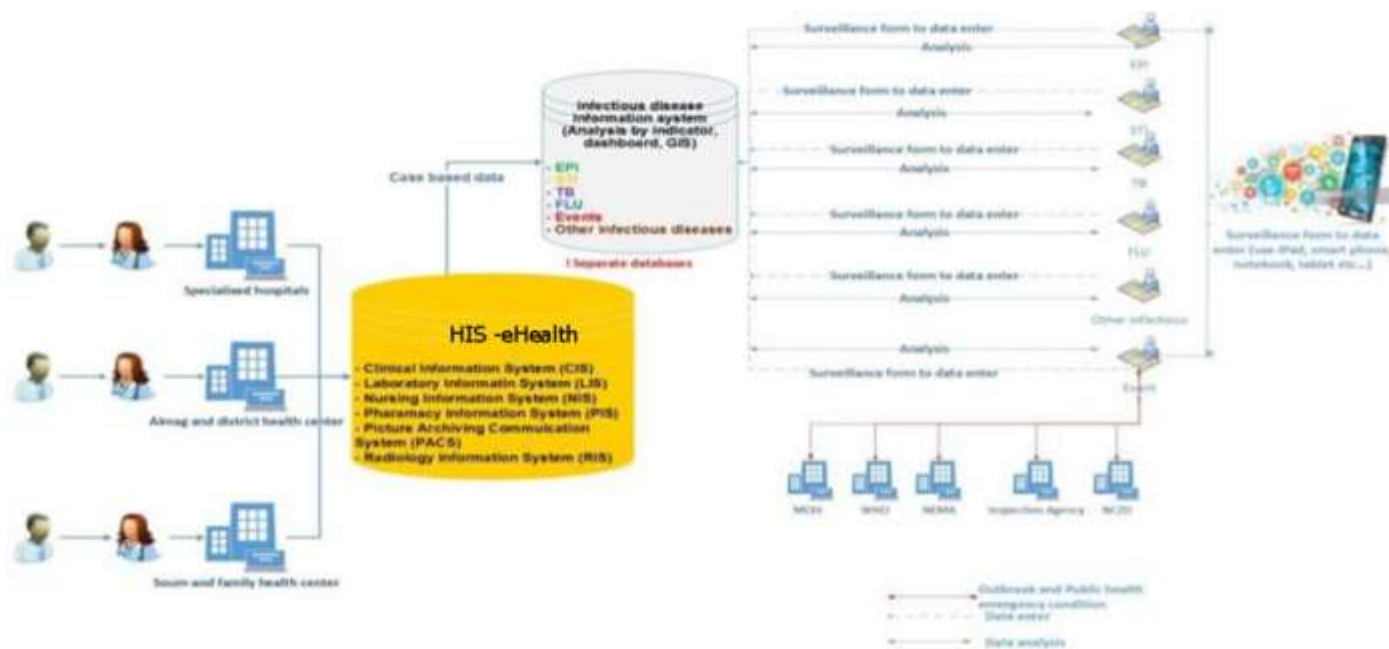 Surveillance form to data enter
Analysis
EPI
Surveillance form to data enter
Analysis
Surveillance form to data enter
Analysis
TB
Surveillance form to data enter
Analysis
FLU
Surveillance form to data enter
Analysis
Other infectious
Analysis
Surveillance form to data enter
Event
Infectious disease
information system
(Analysis by indicator,
dashboard, GIS)
- EPI
- TB
- FLU
- Events
- Other infectious diseases
! Separate databases
Case based data
Surveillance form to data
enter (use iPad, smart phone,
notebook, tablet etc...)
Specialised hospitals
Aimag and district health center
Soum and family health center
HIS -eHealth
- Clinical Information System (CIS)
- Laboratory Informatin System (LIS)
- Nursing Information System (NIS)
- Pharamacy Information System (PIS)
- Picture Archiving Commuication
System (PACS)
- Radiology Information System (RIS)
MOH
WHO
NEMA
Inspection Agency
NCZD
Outbreak and Public health
emergency condition
Data enter
Data analysis